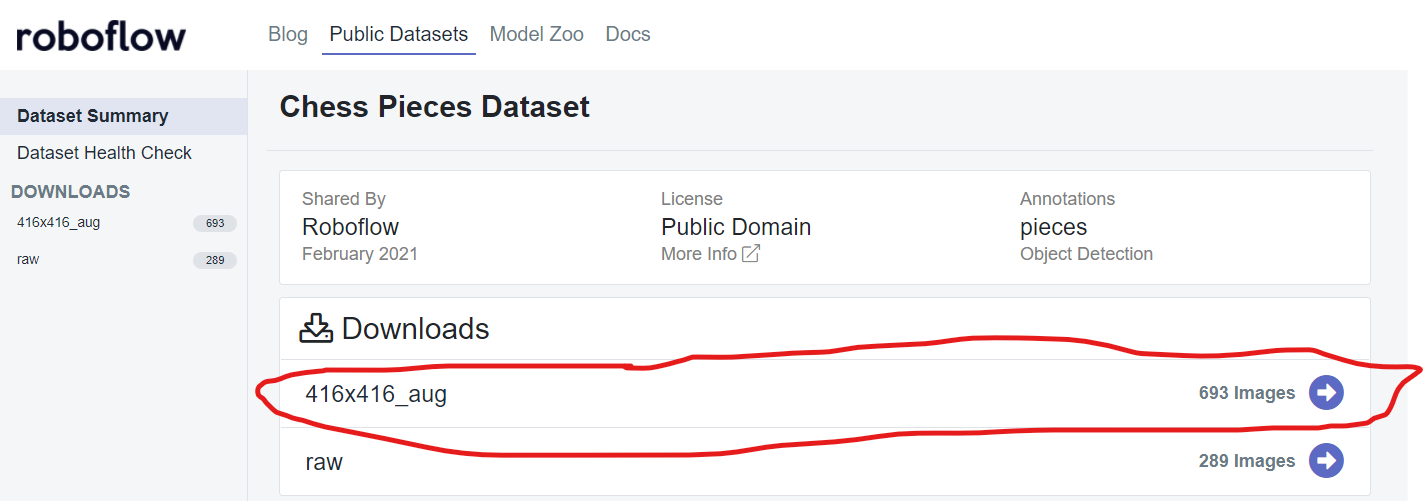 roboflow
Blog Public Datasets Model Zoo Docs
Dataset Summary
Dataset Health Check
DOWNLOADS
416x416_aug 693
raw 289
Chess Pieces Dataset
Shared By
Roboflow
February 2021
License
Public Domain
More Info
Annotations
pieces
Object Detection
Downloads
416x416_aug 693 Images
raw 289 Images